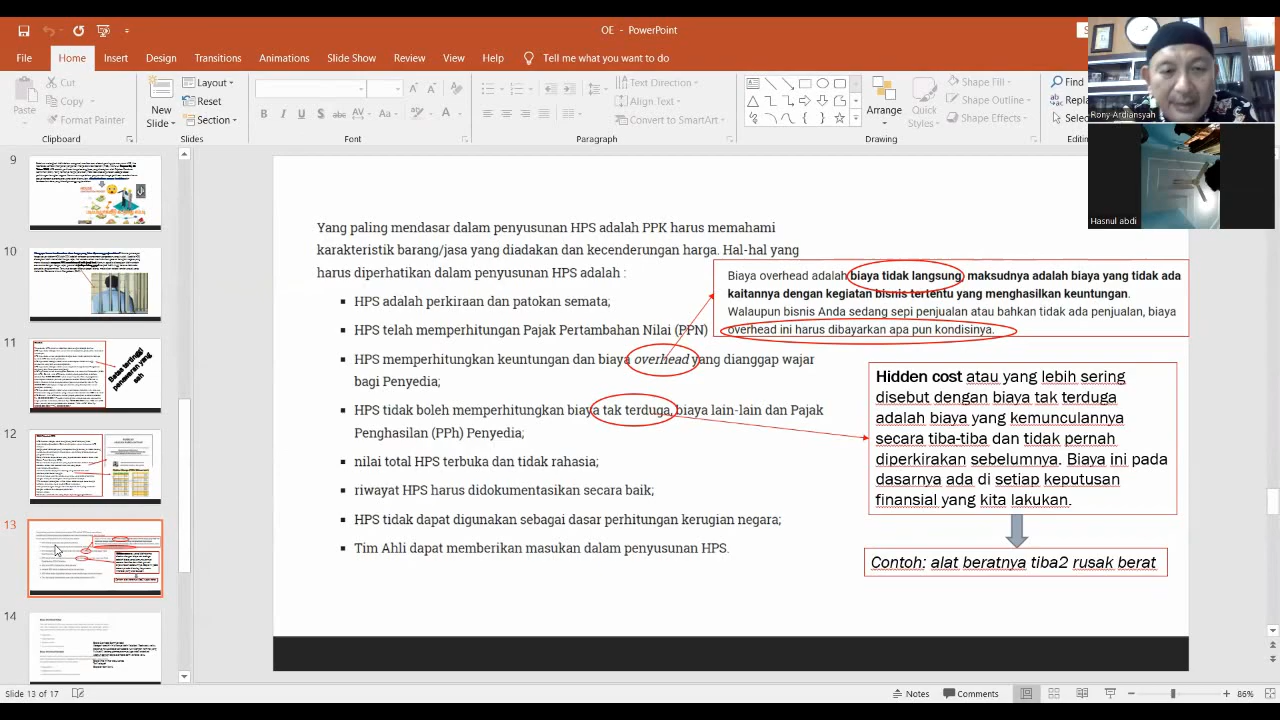 OE - PowerPoint
File Home Insert Design Transitions Animations Slide Show Review View Help Tell me what you want to do
Cut
Copy
Format Painter
Paste
Clipboard
New
Slide
Layout
Reset
Section
Slides
Font
Text Direction
Align Text
Convert to SmartArt
Paragraph
Arrange
Quick
Styles
Shape Fill
Shape Outline
Shape Effects
Drawing
Find
Repla
Select
Editi
Rony Ardiansyah
Hasnul abdi
9
10
11
Batas tertinggi
penawaran yang
sah
12
13
14
Yang paling mendasar dalam penyusunan HPS adalah PPK harus memahami
karakteristik barang/jasa yang diadakan dan kecenderungan harga. Hal-hal yang
harus diperhatikan dalam penyusunan HPS adalah :
HPS adalah perkiraan dan patokan semata;
HPS telah memperhitungan Pajak Pertambahan Nilai (PPN)
HPS memperhitungkan keuntungan dan biaya overhead yang dianggap wajar
bagi Penyedia;
HPS tidak boleh memperhitungkan biaya tak terduga, biaya lain-lain dan Pajak
Penghasilan (PPh) Penyedia;
nilai total HPS terbuka dan tidak rahasia;
riwayat HPS harus didokumentasikan secara baik;
HPS tidak dapat digunakan sebagai dasar perhitungan kerugian negara;
Tim Ahli dapat memberikan masukan dalam penyusunan HPS.
Biaya overhead adalah biaya tidak langsung, maksudnya adalah biaya yang tidak ada
kaitannya dengan kegiatan bisnis tertentu yang menghasilkan keuntungan.
Walaupun bisnis Anda sedang sepi penjualan atau bahkan tidak ada penjualan, biaya
overhead ini harus dibayarkan apa pun kondisinya.
Hidden cost atau yang lebih sering
disebut dengan biaya tak terduga
adalah biaya yang kemunculannya
secara tiba-tiba dan tidak pernah
diperkirakan sebelumnya. Biaya ini pada
dasarnya ada di setiap keputusan
finansial yang kita lakukan.
Contoh: alat beratnya tiba2 rusak berat
Slide 13 of 17
Notes
Comments
86%